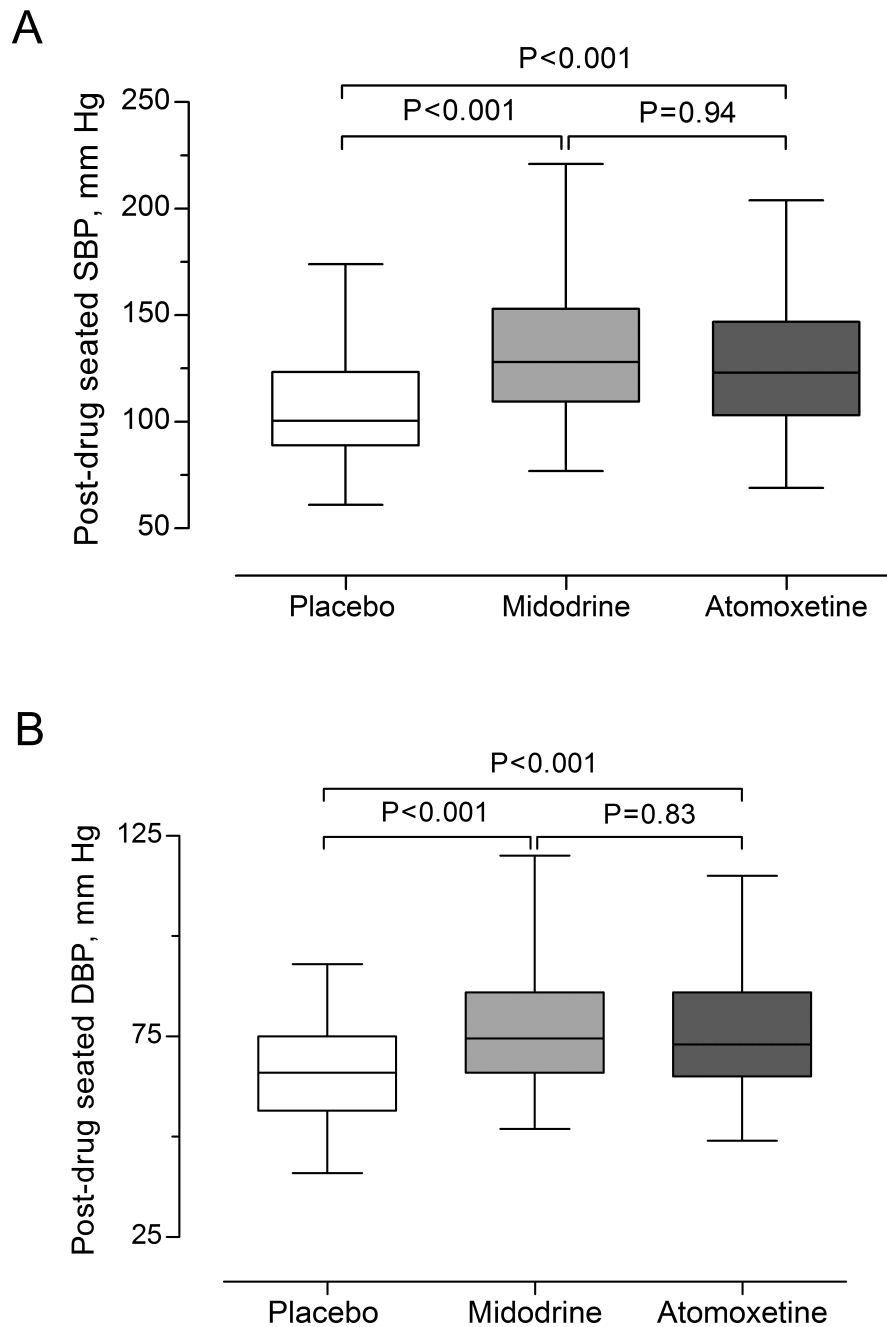 A
P<0.001
P<0.001 P=0.94
Post-drug seated SBP, mm Hg
250
200
150
100
50
Placebo Midodrine Atomoxetine
B
P<0.001
P<0.001 P=0.83
Post-drug seated DBP, mm Hg
125
75
25
Placebo Midodrine Atomoxetine